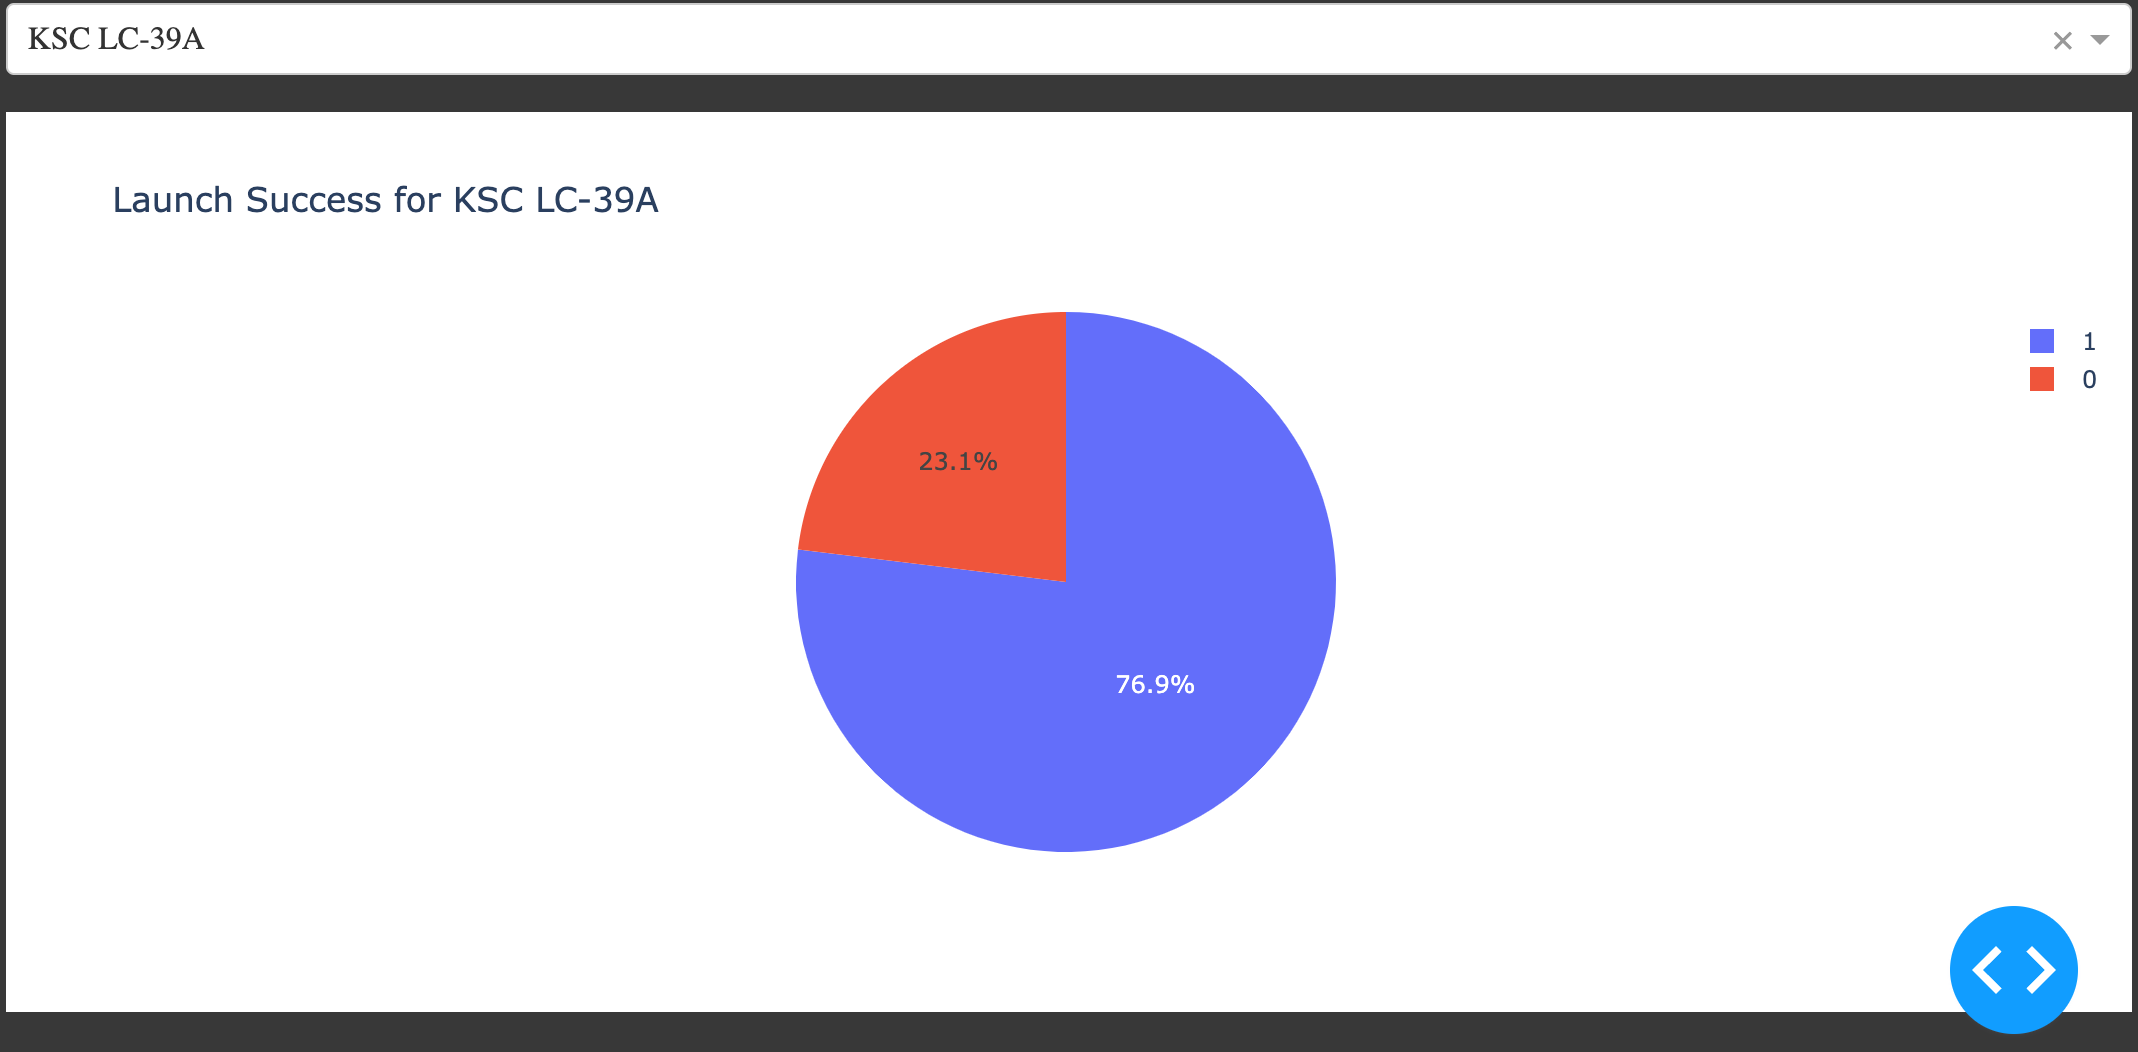 KSC LC-39A
Launch Success for KSC LC-39A
1
0
23.1%
76.9%